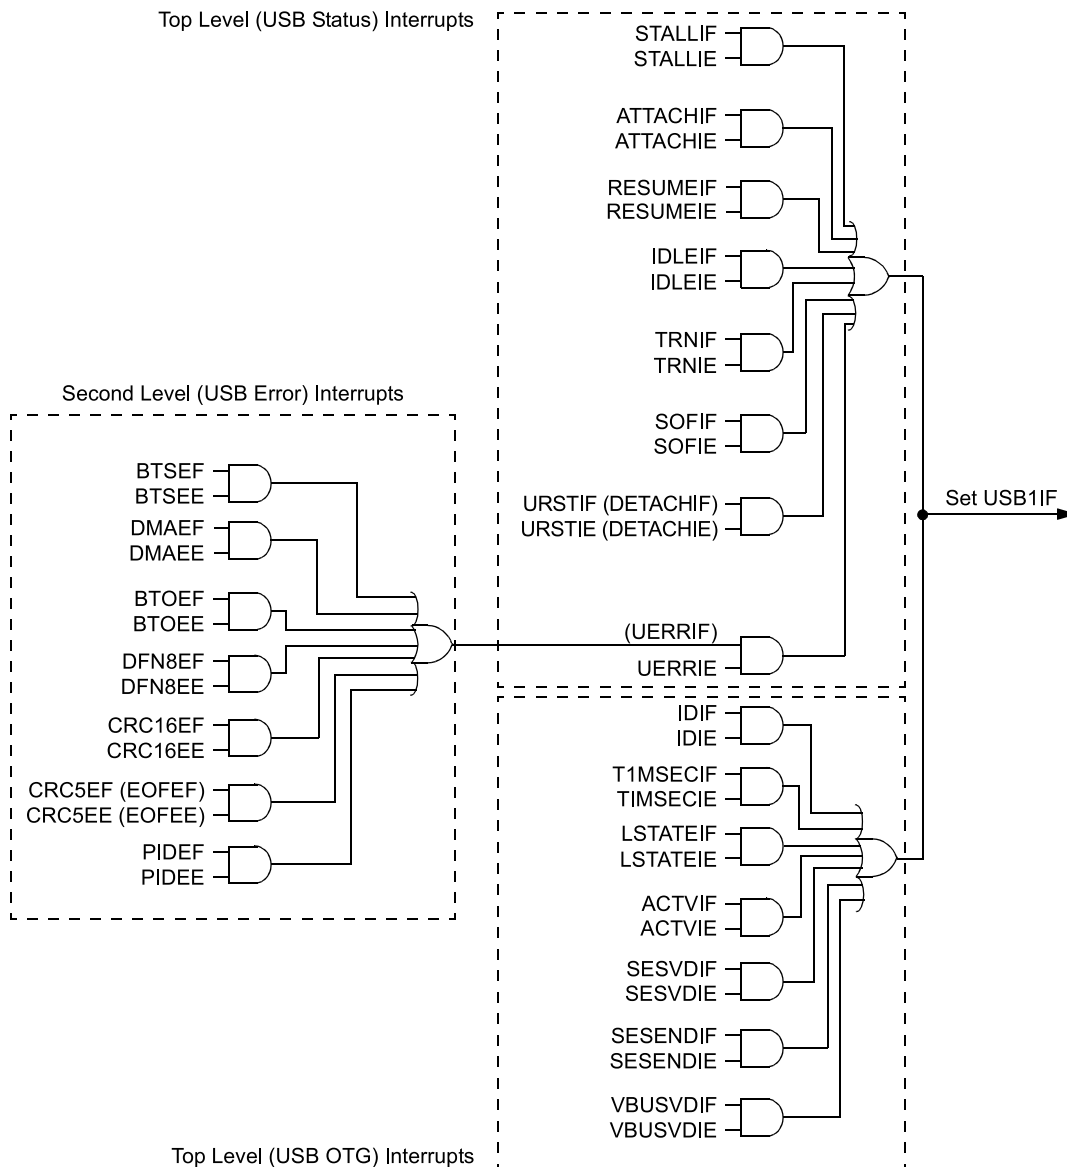 Top Level (USB Status) Interrupts
STALLIF
STALLIE
ATTACHIF
ATTACHIE
RESUMEIF
RESUMEIE
IDLEIF
IDLEIE
TRNIF
TRNIE
SOFIF
SOFIE
URSTIF (DETACHIF)
URSTIE (DETACHIE)
(UERRIF)
UERRIE
Set USB1IF
Second Level (USB Error) Interrupts
BTSEF
BTSEE
DMAEF
DMAEE
BTOEF
BTOEE
DFN8EF
DFN8EE
CRC16EF
CRC16EE
CRC5EF (EOFEF)
CRC5EE (EOFEE)
PIDEF
PIDEE
IDIF
IDIE
T1MSECIF
TIMSECIE
LSTATEIF
LSTATEIE
ACTVIF
ACTVIE
SESVDIF
SESVDIE
SESENDIF
SESENDIE
VBUSVDIF
VBUSVDIE
Top Level (USB OTG) Interrupts